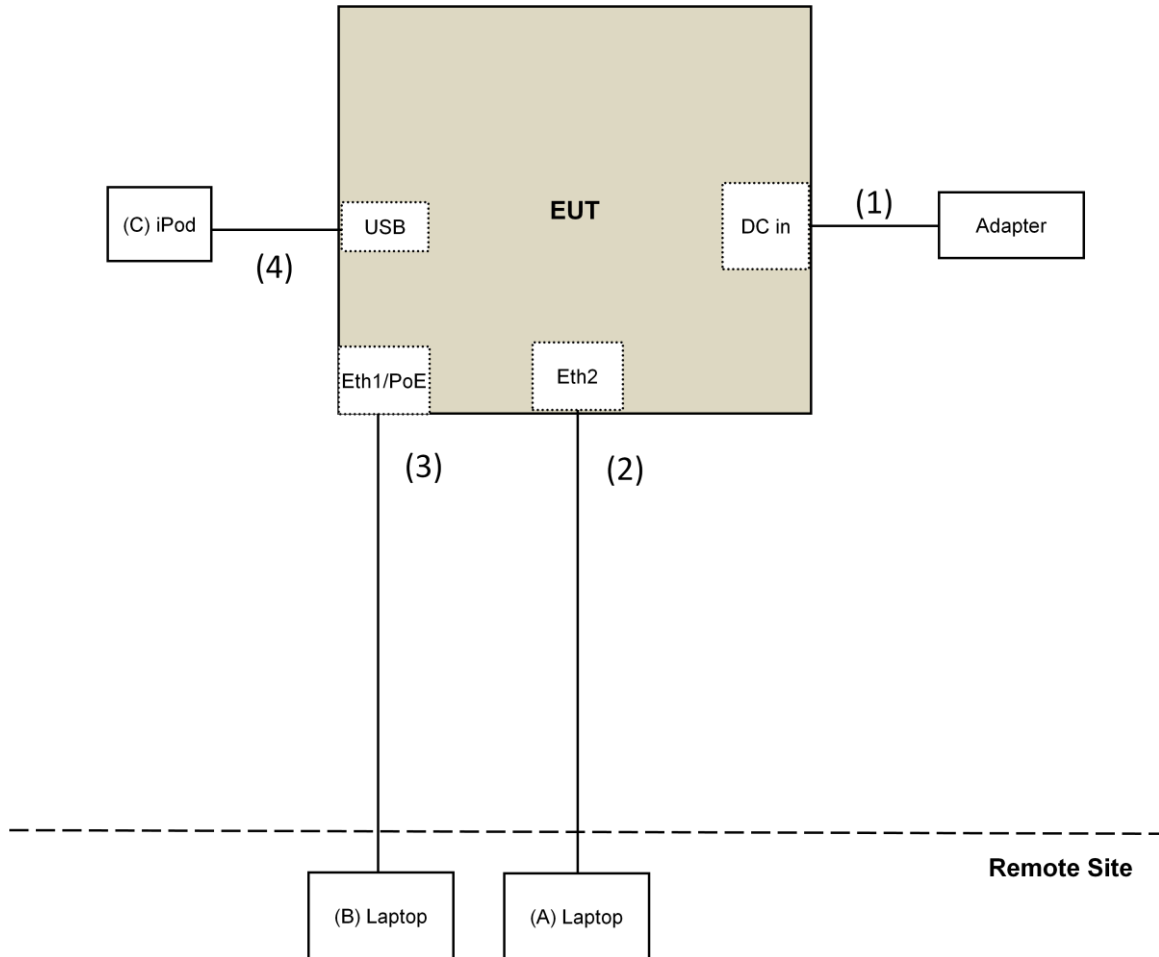 EUT
(C) iPod
USB
DC in
(1)
Adapter
(4)
Eth1/PoE
Eth2
(3)
(2)
Remote Site
(B) Laptop
(A) Laptop